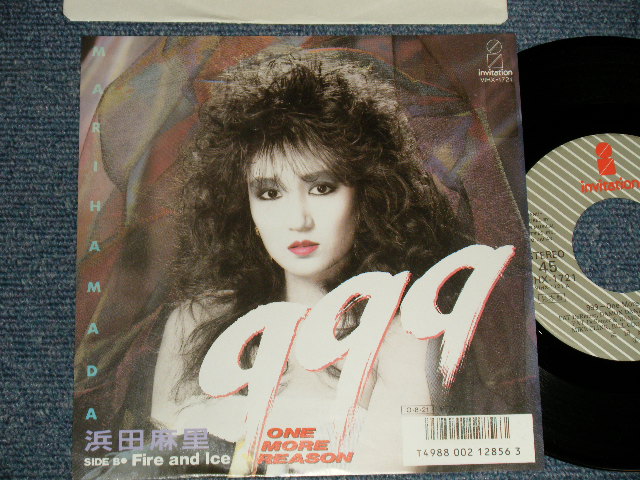 invitation
VIHX-1721
MARI HAMADA
999
ONE
MORE
REASON
浜田麻里
SIDE B• Fire and Ice
T4988 002 12856 3
invitation
STEREO
45